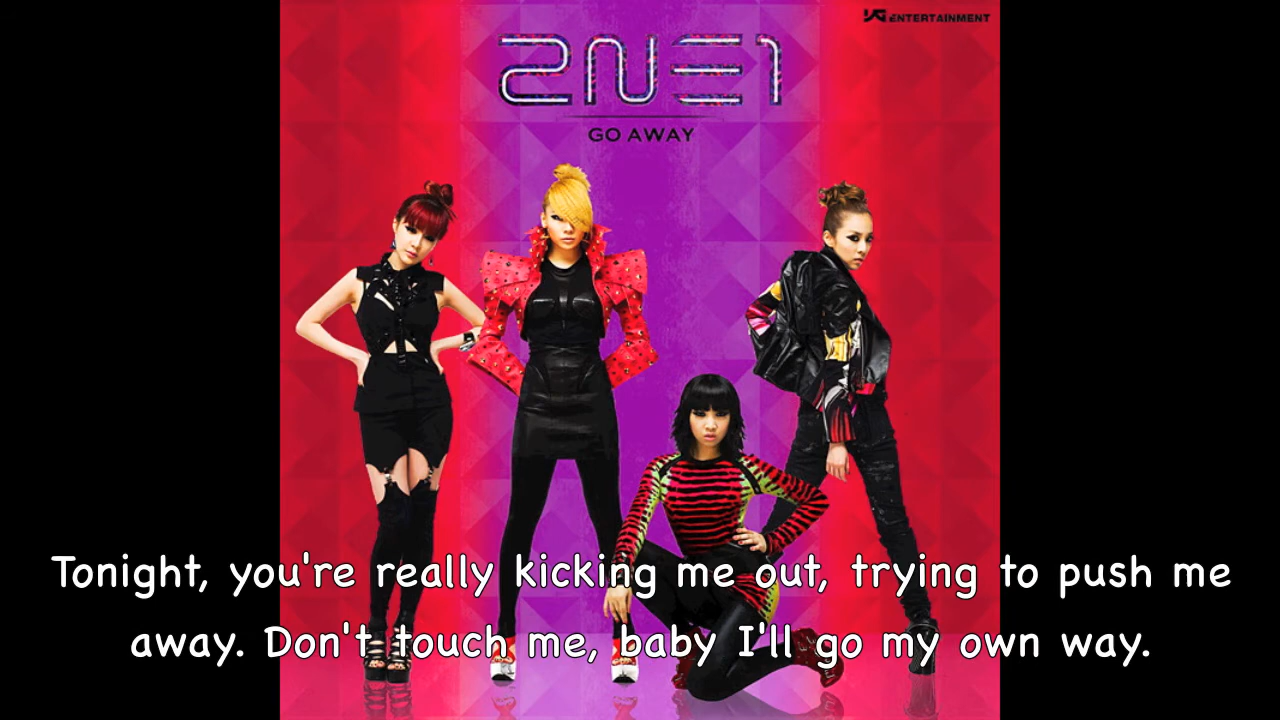 YG ENTERTAINMENT
2NE1
GO AWAY
Tonight, you're really kicking me out, trying to push me
away. Don't touch me, baby I'll go my own way.